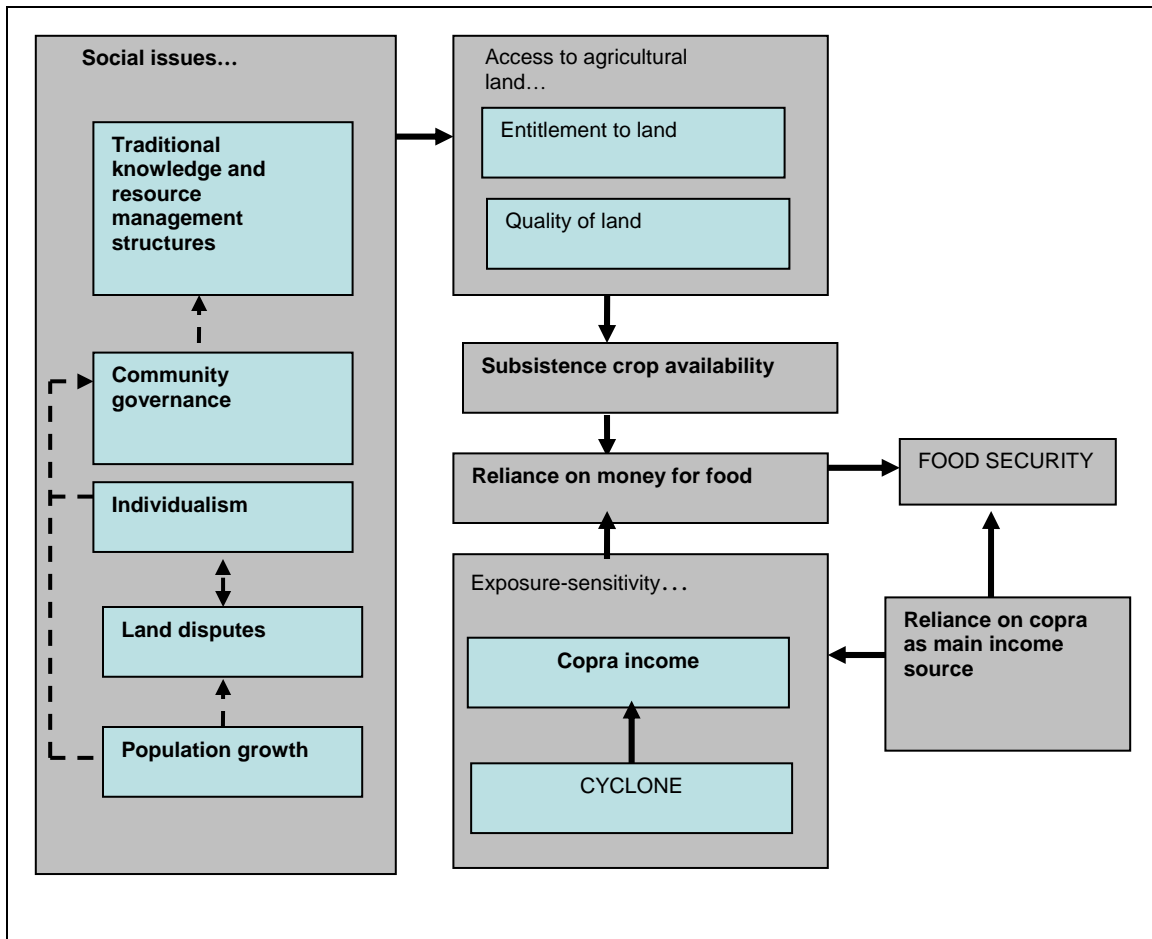 Social issues…
Traditional
knowledge and
resource
management
structures
Community
governance
Individualism
Land disputes
Population growth
Access to agricultural
land…
Entitlement to land
Quality of land
Subsistence crop availability
Reliance on money for food
FOOD SECURITY
Exposure-sensitivity…
Copra income
CYCLONE
Reliance on copra
as main income
source